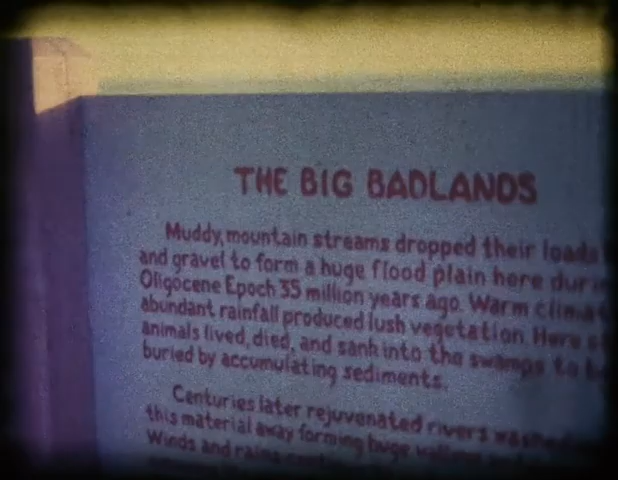 THE BIG BADLANDS
Muddy, mountain streams dropped their loads
and gravel to form a huge flood plain here
Oligocene Epoch 35 million years ago. Warm
abundant rainfall produced lush vegetation. Here
animals lived, died, and sank into the swamps to
buried by accumulating sediments.
Centuries later rejuvenated rivers washed
this material away forming huge
Winds and rains